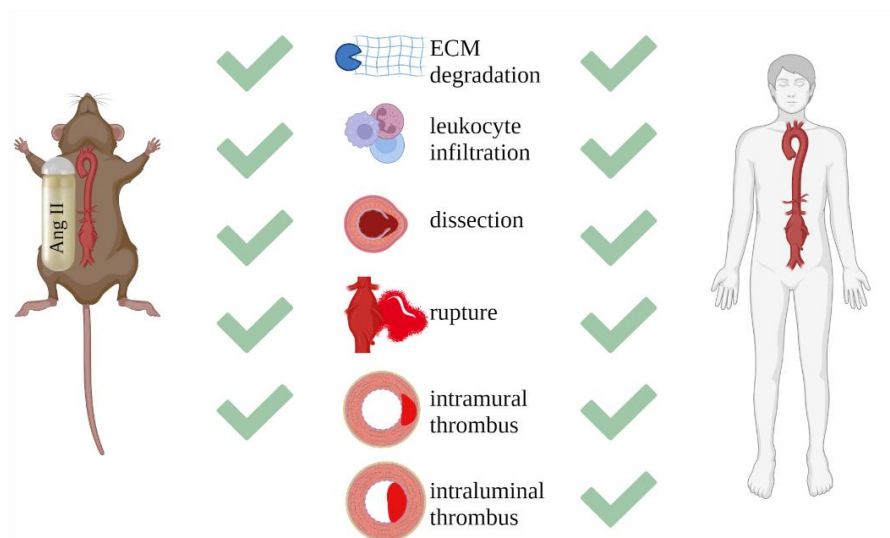 ECM
degradation
leukocyte
infiltration
dissection
Ang II
rupture
intramural
thrombus
intraluminal
thrombus